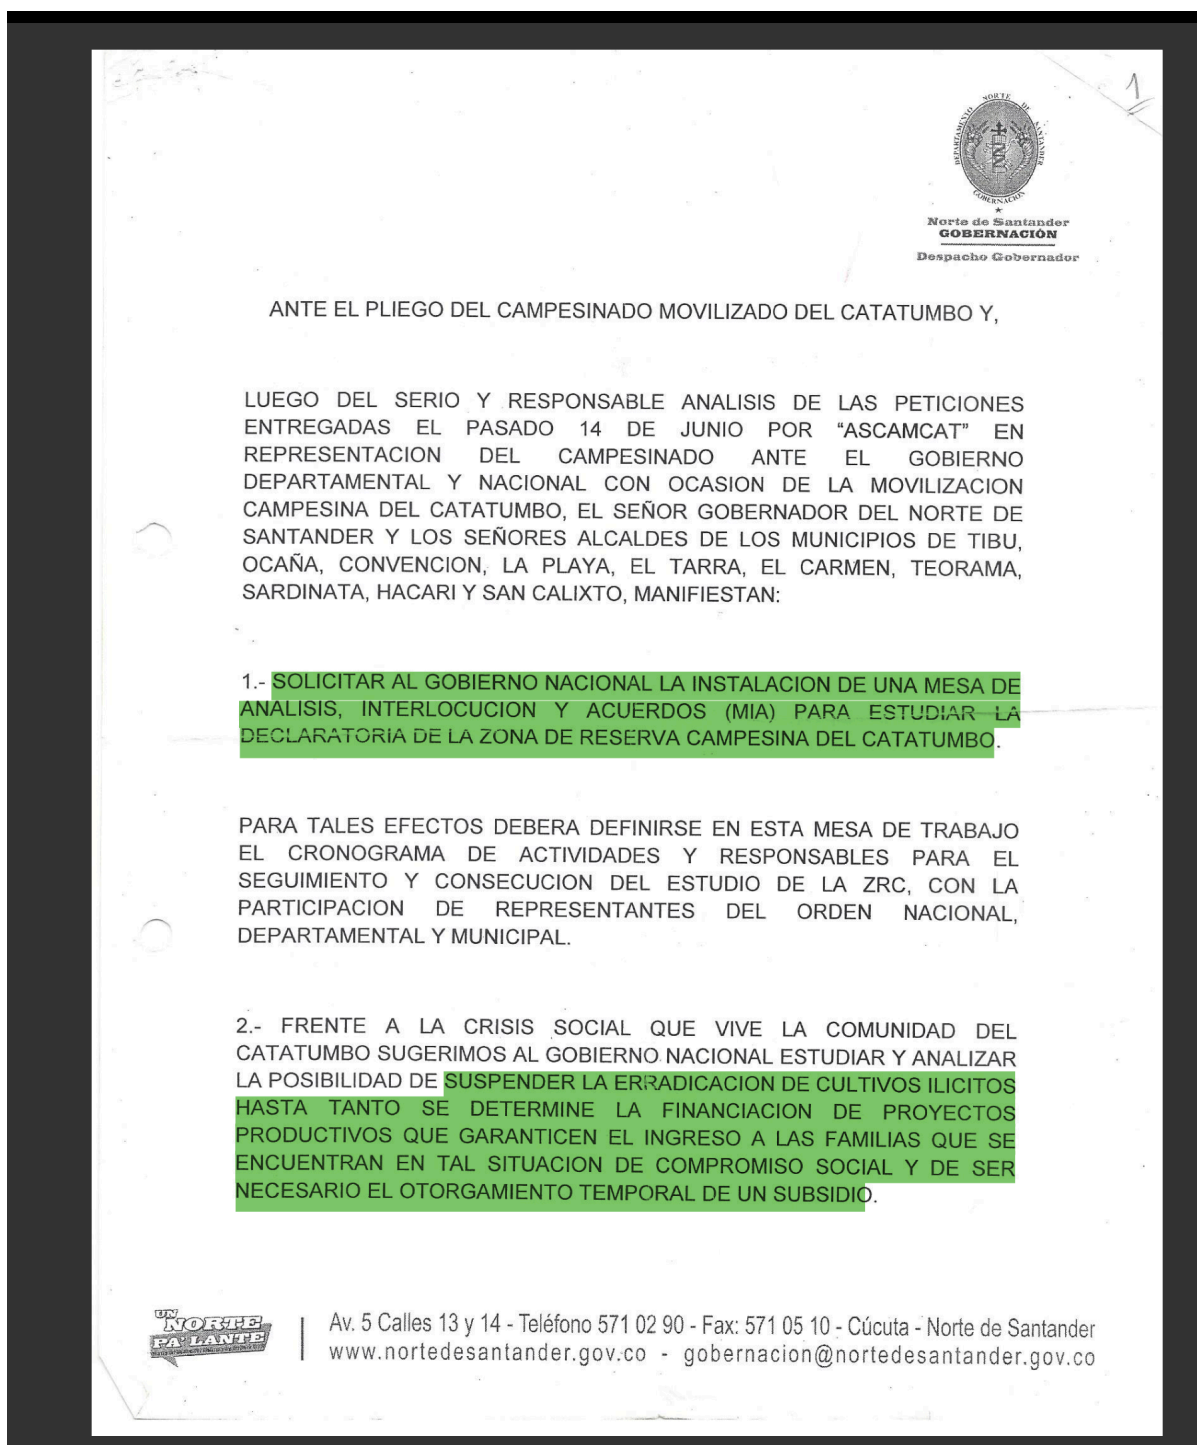 1
DEPARTAMENTO NORTE DE SANTANDER
GOBERNACION
Norte de Santander
GOBERNACIÓN
Despacho Gobernador
ANTE EL PLIEGO DEL CAMPESINADO MOVILIZADO DEL CATATUMBO Y,
LUEGO DEL SERIO Y RESPONSABLE ANALISIS DE LAS PETICIONES
ENTREGADAS EL PASADO 14 DE JUNIO POR “ASCAMCAT” EN
REPRESENTACION DEL CAMPESINADO ANTE EL GOBIERNO
DEPARTAMENTAL Y NACIONAL CON OCASION DE LA MOVILIZACION
CAMPESINA DEL CATATUMBO, EL SEÑOR GOBERNADOR DEL NORTE DE
SANTANDER Y LOS SEÑORES ALCALDES DE LOS MUNICIPIOS DE TIBU,
OCAÑA, CONVENCION, LA PLAYA, EL TARRA, EL CARMEN, TEORAMA,
SARDINATA, HACARI Y SAN CALIXTO, MANIFIESTAN:
1.- SOLICITAR AL GOBIERNO NACIONAL LA INSTALACION DE UNA MESA DE
ANALISIS, INTERLOCUCION Y ACUERDOS (MIA) PARA ESTUDIAR LA
DECLARATORIA DE LA ZONA DE RESERVA CAMPESINA DEL CATATUMBO.
PARA TALES EFECTOS DEBERA DEFINIRSE EN ESTA MESA DE TRABAJO
EL CRONOGRAMA DE ACTIVIDADES Y RESPONSABLES PARA EL
SEGUIMIENTO Y CONSECUCION DEL ESTUDIO DE LA ZRC, CON LA
PARTICIPACION DE REPRESENTANTES DEL ORDEN NACIONAL,
DEPARTAMENTAL Y MUNICIPAL.
2.- FRENTE A LA CRISIS SOCIAL QUE VIVE LA COMUNIDAD DEL
CATATUMBO SUGERIMOS AL GOBIERNO NACIONAL ESTUDIAR Y ANALIZAR
LA POSIBILIDAD DE SUSPENDER LA ERRADICACION DE CULTIVOS ILICITOS
HASTA TANTO SE DETERMINE LA FINANCIACION DE PROYECTOS
PRODUCTIVOS QUE GARANTICEN EL INGRESO A LAS FAMILIAS QUE SE
ENCUENTRAN EN TAL SITUACION DE COMPROMISO SOCIAL Y DE SER
NECESARIO EL OTORGAMIENTO TEMPORAL DE UN SUBSIDIO.
UN
NORTE
PA'LANTE
Av. 5 Calles 13 y 14 - Teléfono 571 02 90 - Fax: 571 05 10 - Cúcuta - Norte de Santander
www.nortedesantander.gov.co - gobernacion@nortedesantander.gov.co